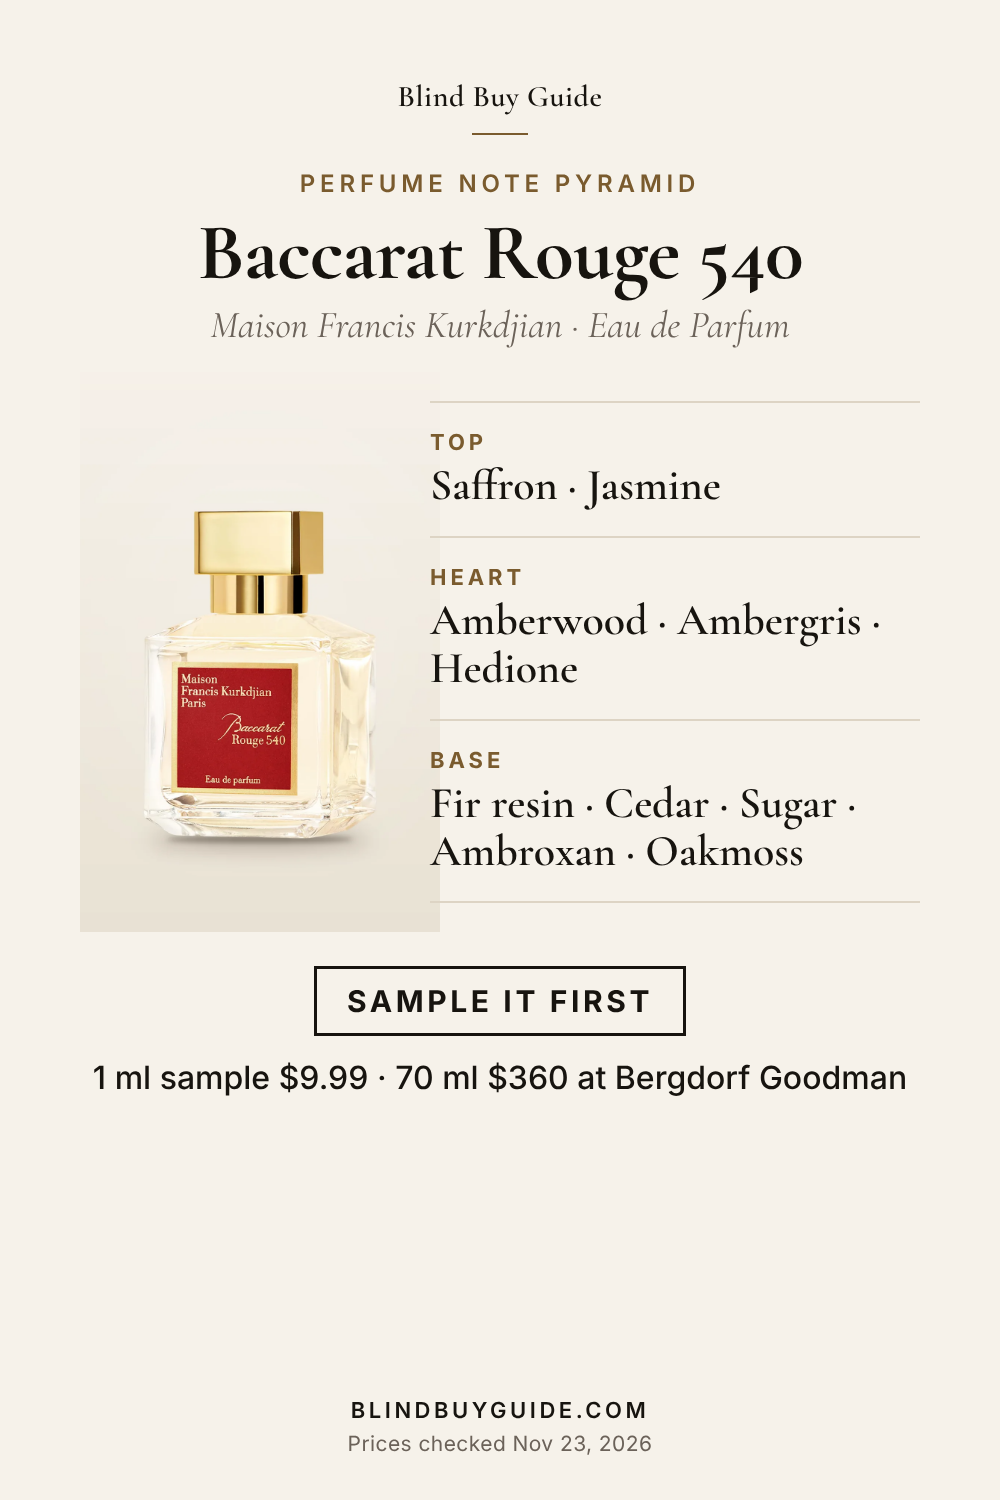 Blind Buy Guide
PERFUME NOTE PYRAMID
Baccarat Rouge 540
Maison Francis Kurkdjian · Eau de Parfum
Maison
Francis Kurkdjian
Paris
Baccarat
Rouge 540
Eau de parfum
TOP
Saffron · Jasmine
HEART
Amberwood · Ambergris ·
Hedione
BASE
Fir resin · Cedar · Sugar ·
Ambroxan · Oakmoss
SAMPLE IT FIRST
1 ml sample $9.99 · 70 ml $360 at Bergdorf Goodman
BLINDBUYGUIDE.COM
Prices checked Nov 23, 2026